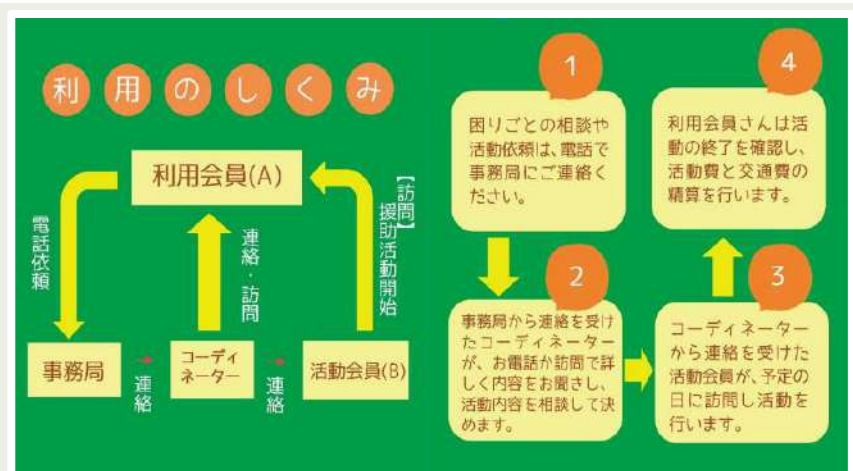 利用のしくみ
利用会員(A)
電話依頼
連絡・訪問
【訪問】
援助活動開始
事務局
連絡
コーディ
ネーター
連絡
活動会員(B)
1
困りごとの相談や
活動依頼は、電話で
事務局にご連絡く
ださい。
2
事務局から連絡を受け
たコーディネーター
が、お電話か訪問で詳
しく内容をお聞きし、
活動内容を相談して決
めます。
3
コーディネーター
から連絡を受けた
活動会員が、予定の
日に訪問し活動を
行います。
4
利用会員さんは活
動の終了を確認し、
活動費と交通費の
精算を行います。